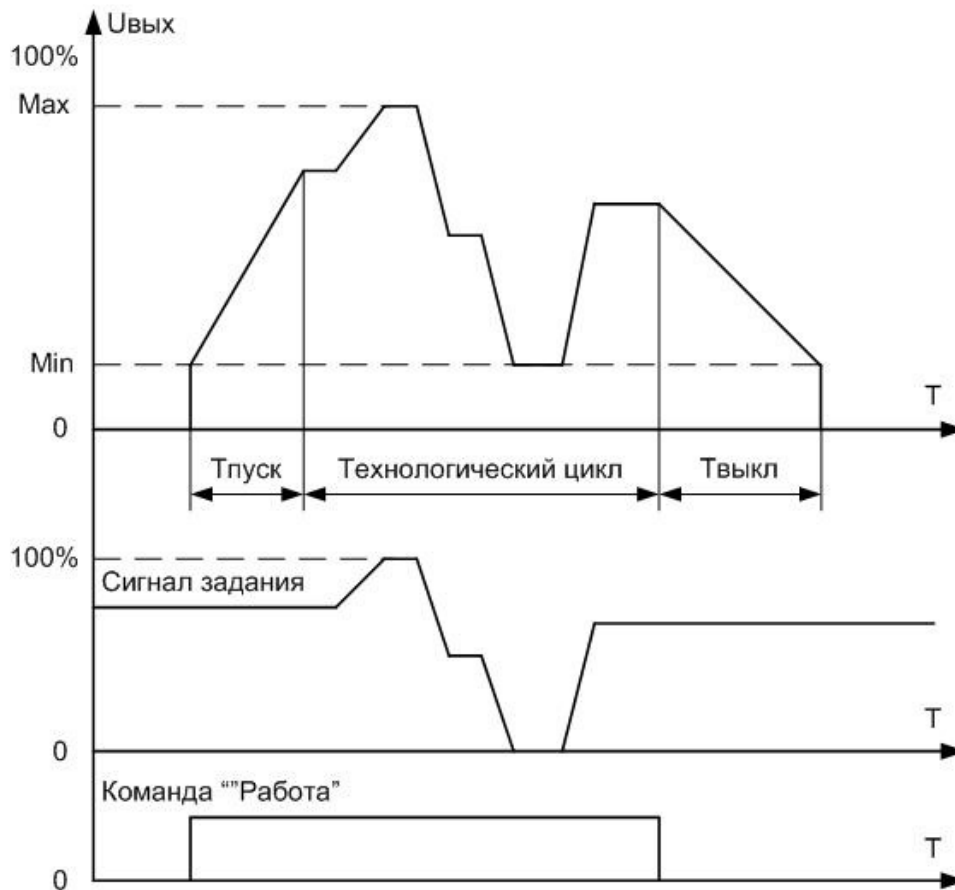 Uвых
100%
Max
Min
T
0
Тпуск
Технологический цикл
Твыкл
100%
Сигнал задания
T
0
Команда “”Работа”
T
0